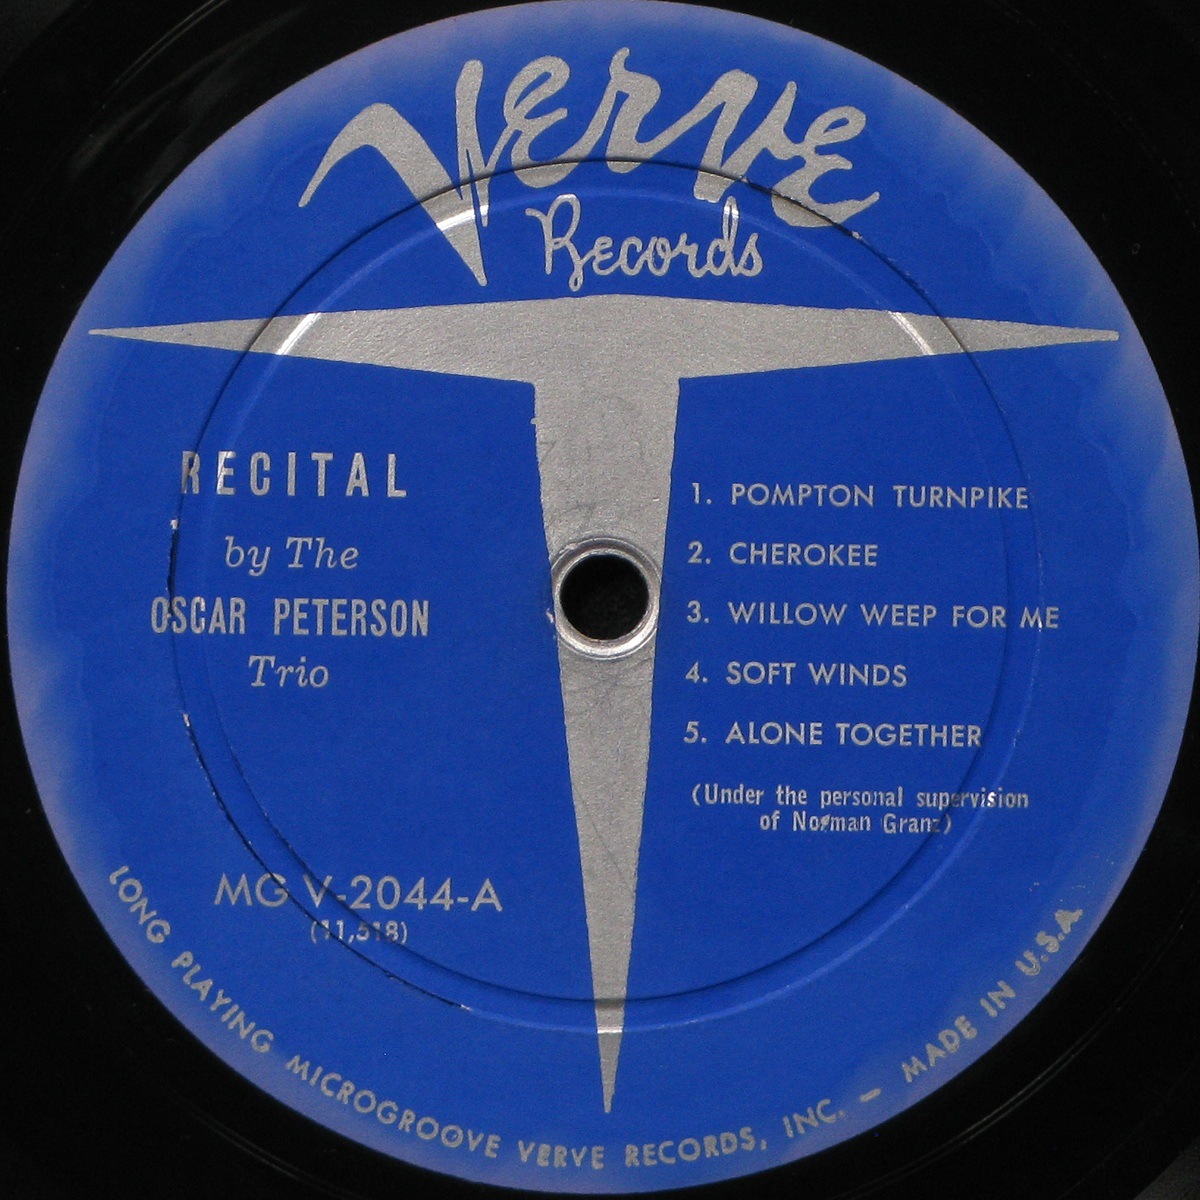 Verve
Records
RECITAL
by The
OSCAR PETERSON
Trio
1. POMPTON TURNPIKE
2. CHEROKEE
3. WILLOW WEEP FOR ME
4. SOFT WINDS
5. ALONE TOGETHER
(Under the personal supervision
of Norman Granz)
MG V-2044-A
(11,518)
LONG PLAYING MICROGROOVE VERVE RECORDS, INC. — MADE IN U.S.A.